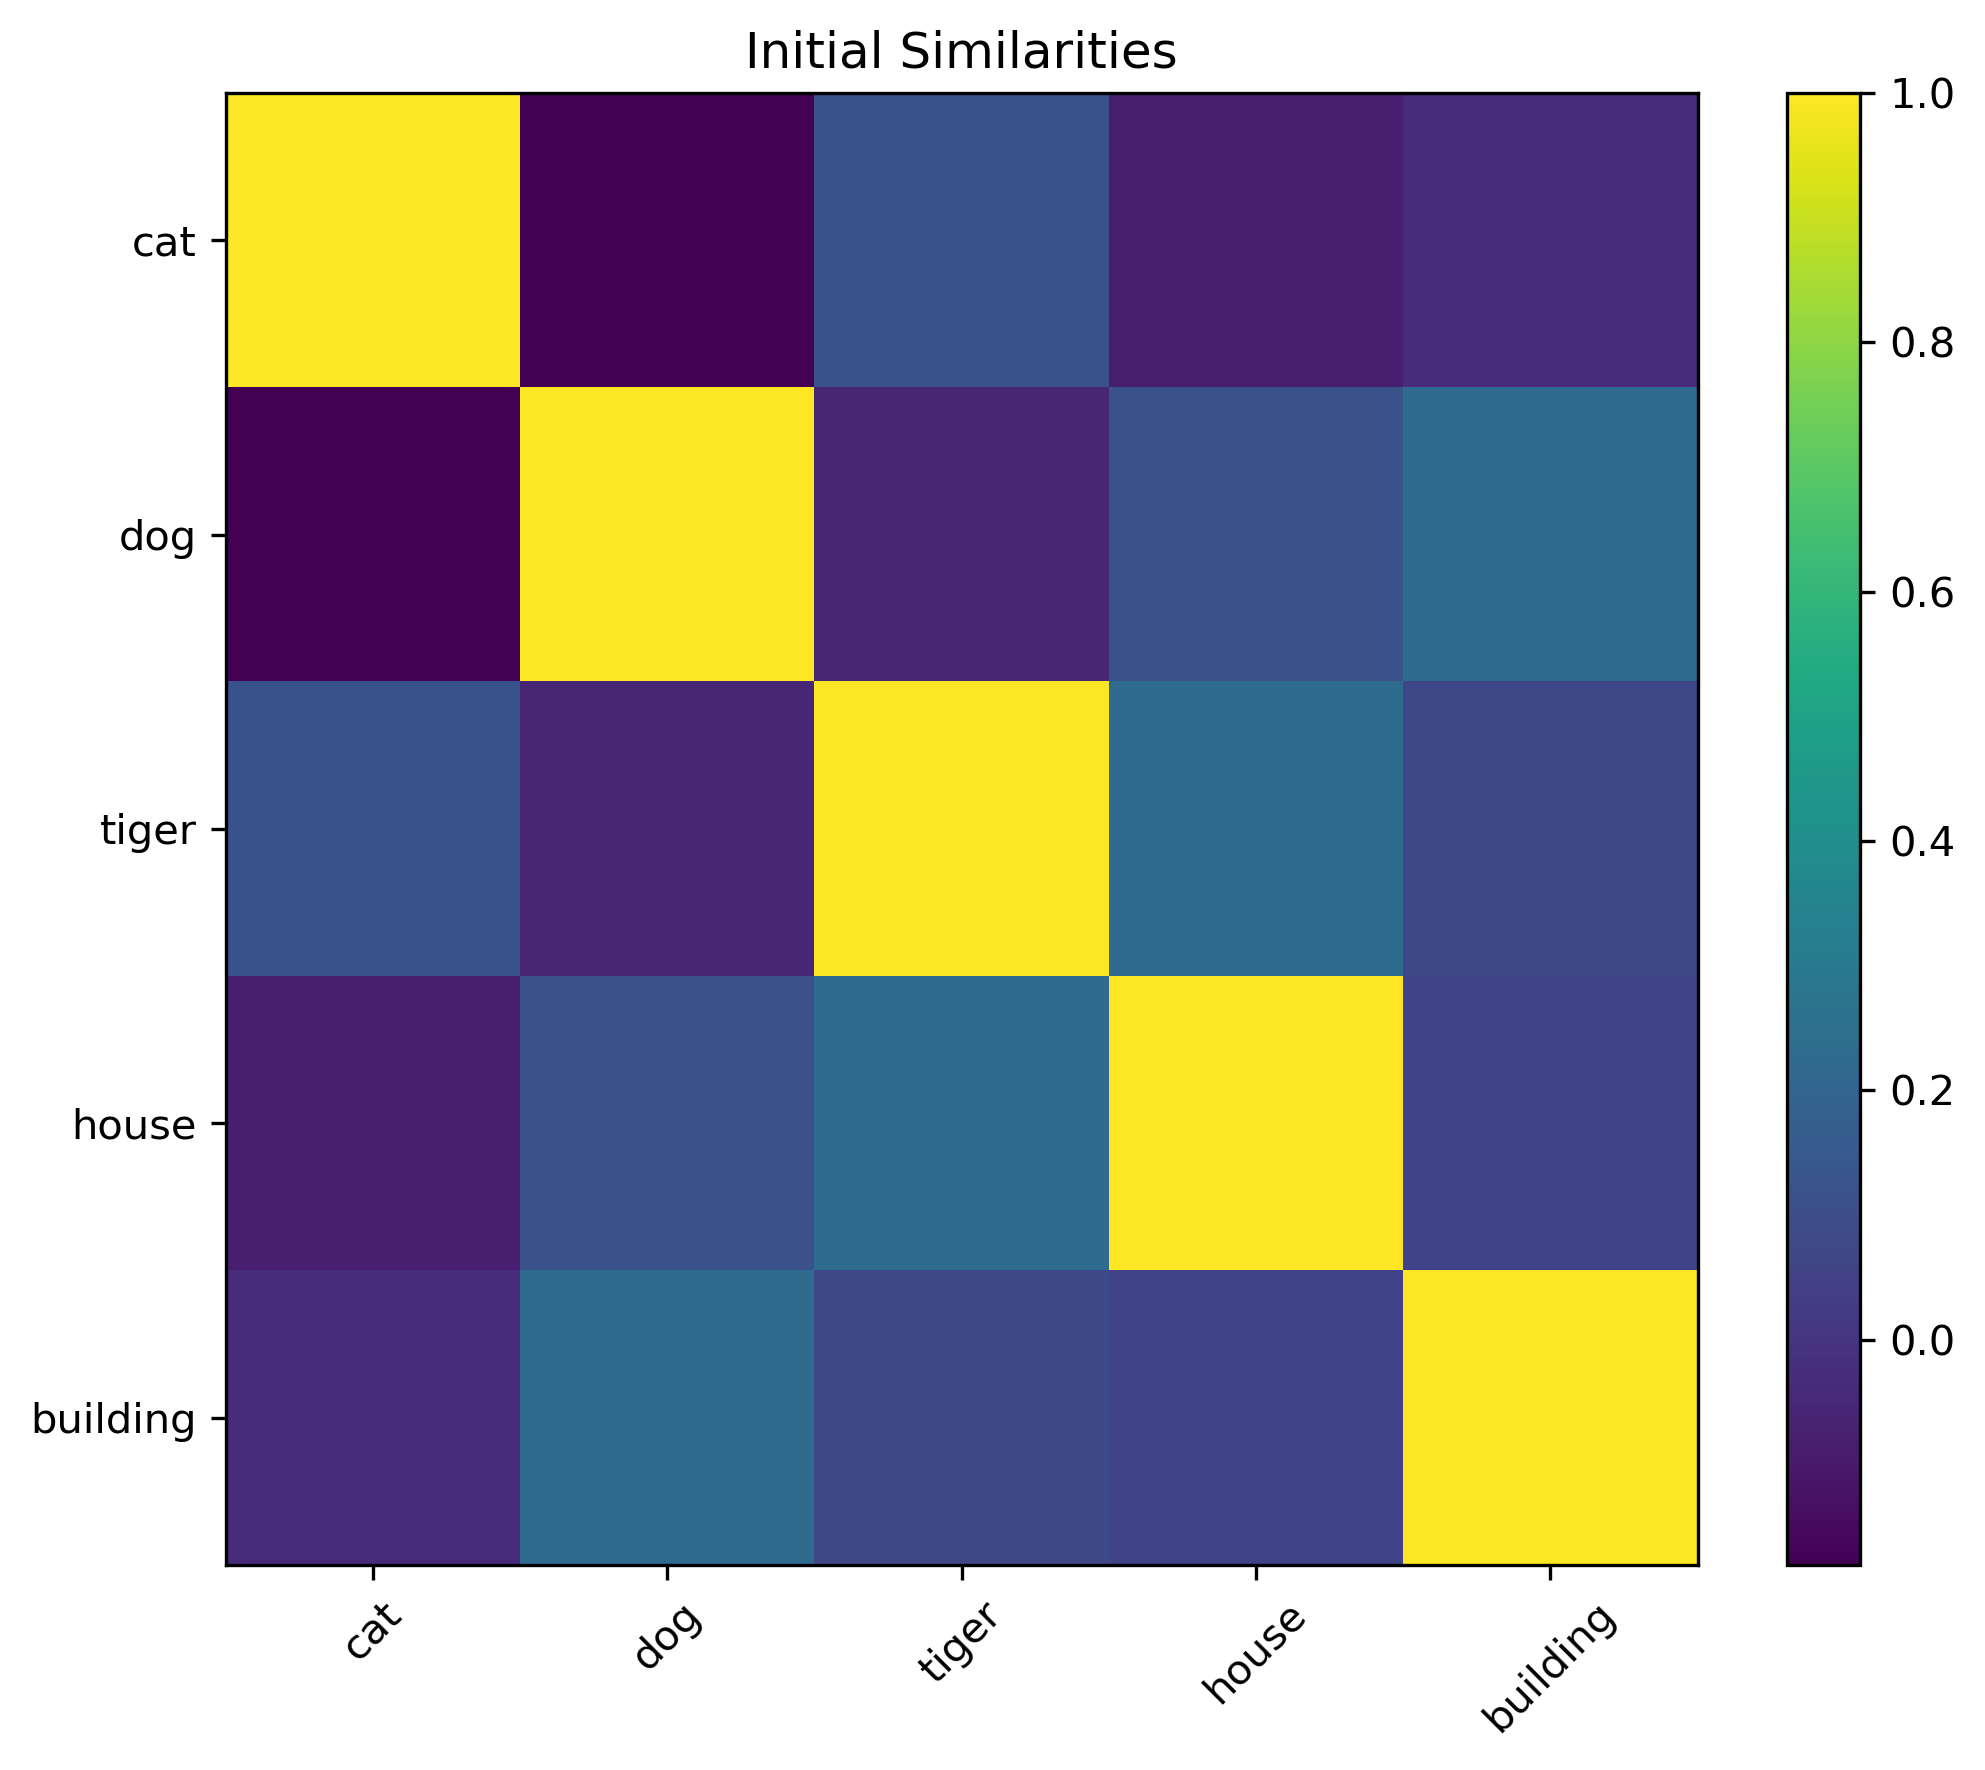 Initial Similarities
cat
dog
tiger
house
building
cat
dog
tiger
house
building
1.0
0.8
0.6
0.4
0.2
0.0